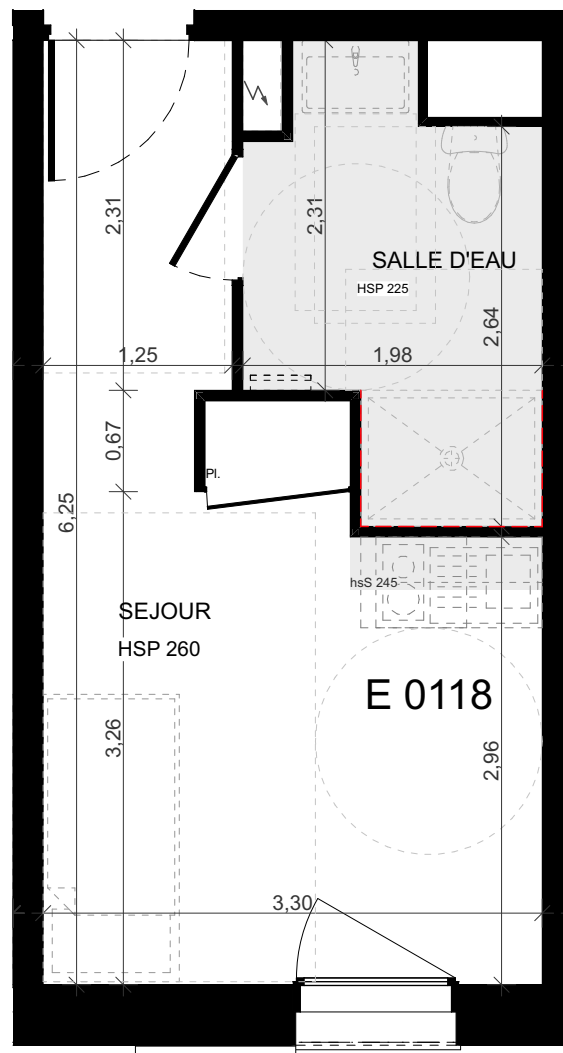 2,31
2,31
SALLE D'EAU
HSP 225
2,64
1,25
1,98
0,67
Pl.
6,25
hsS 245
SEJOUR
HSP 260
E 0118
3,26
2,96
3,30